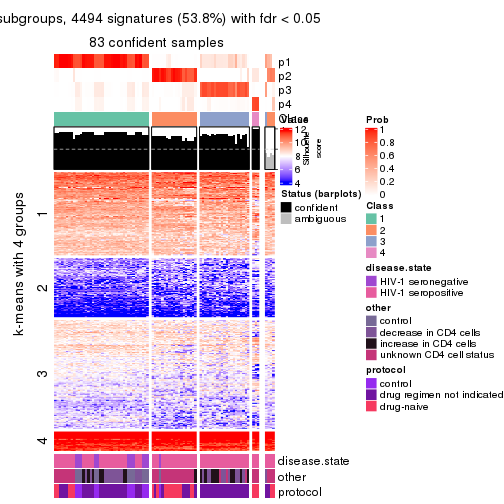 subgroups, 4494 signatures (53.8%) with fdr < 0.05
83 confident samples
p1
p2
p3
p4
Class
Value
12
10
8
6
4
Silhouette
score
Status (barplots)
confident
ambiguous
Prob
1
0.8
0.6
0.4
0.2
0
Class
1
2
3
4
disease.state
HIV-1 seronegative
HIV-1 seropositive
other
control
decrease in CD4 cells
increase in CD4 cells
unknown CD4 cell status
protocol
control
drug regimen not indicated
drug-naive
k-means with 4 groups
1
2
3
4
disease.state
other
protocol